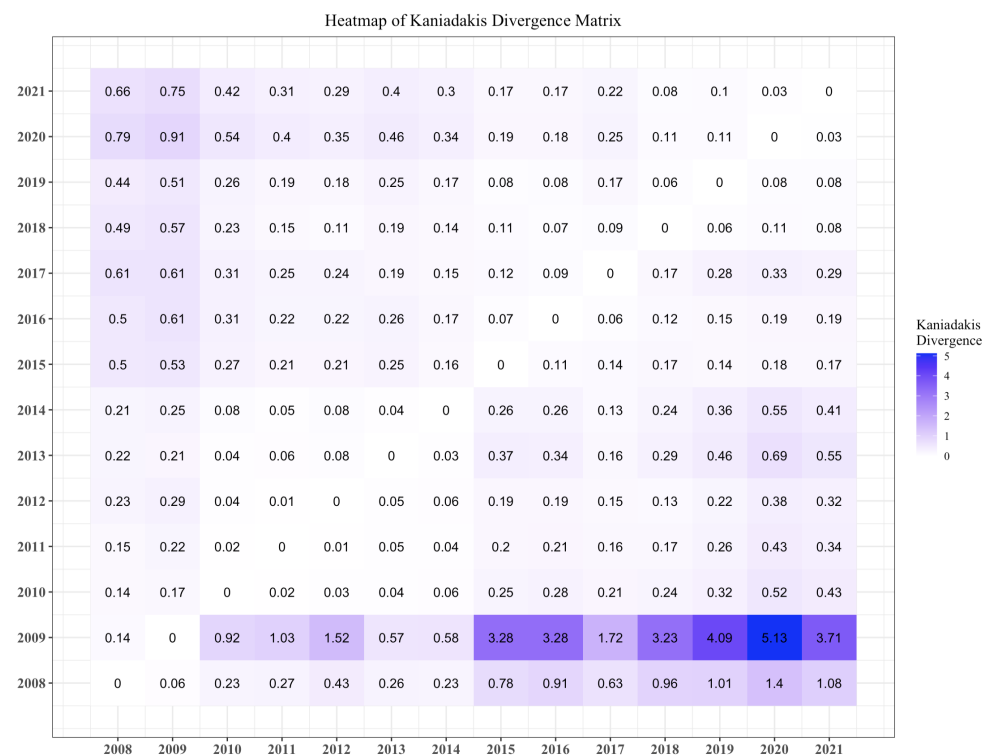 Heatmap of Kaniadakis Divergence Matrix
2021 0.66 0.75 0.42 0.31 0.29 0.4 0.3 0.17 0.17 0.22 0.08 0.1 0.03 0
2020 0.79 0.91 0.54 0.4 0.35 0.46 0.34 0.19 0.18 0.25 0.11 0.11 0 0.03
2019 0.44 0.51 0.26 0.19 0.18 0.25 0.17 0.08 0.08 0.17 0.06 0 0.08 0.08
2018 0.49 0.57 0.23 0.15 0.11 0.19 0.14 0.11 0.07 0.09 0 0.06 0.11 0.08
2017 0.61 0.61 0.31 0.25 0.24 0.19 0.15 0.12 0.09 0 0.17 0.28 0.33 0.29
2016 0.5 0.61 0.31 0.22 0.22 0.26 0.17 0.07 0 0.06 0.12 0.15 0.19 0.19
2015 0.5 0.53 0.27 0.21 0.21 0.25 0.16 0 0.11 0.14 0.17 0.14 0.18 0.17
2014 0.21 0.25 0.08 0.05 0.08 0.04 0 0.26 0.26 0.13 0.24 0.36 0.55 0.41
2013 0.22 0.21 0.04 0.06 0.08 0 0.03 0.37 0.34 0.16 0.29 0.46 0.69 0.55
2012 0.23 0.29 0.04 0.01 0 0.05 0.06 0.19 0.19 0.15 0.13 0.22 0.38 0.32
2011 0.15 0.22 0.02 0 0.01 0.05 0.04 0.2 0.21 0.16 0.17 0.26 0.43 0.34
2010 0.14 0.17 0 0.02 0.03 0.04 0.06 0.25 0.28 0.21 0.24 0.32 0.52 0.43
2009 0.14 0 0.92 1.03 1.52 0.57 0.58 3.28 3.28 1.72 3.23 4.09 5.13 3.71
2008 0 0.06 0.23 0.27 0.43 0.26 0.23 0.78 0.91 0.63 0.96 1.01 1.4 1.08
2008 2009 2010 2011 2012 2013 2014 2015 2016 2017 2018 2019 2020 2021
Kaniadakis
Divergence
5
4
3
2
1
0